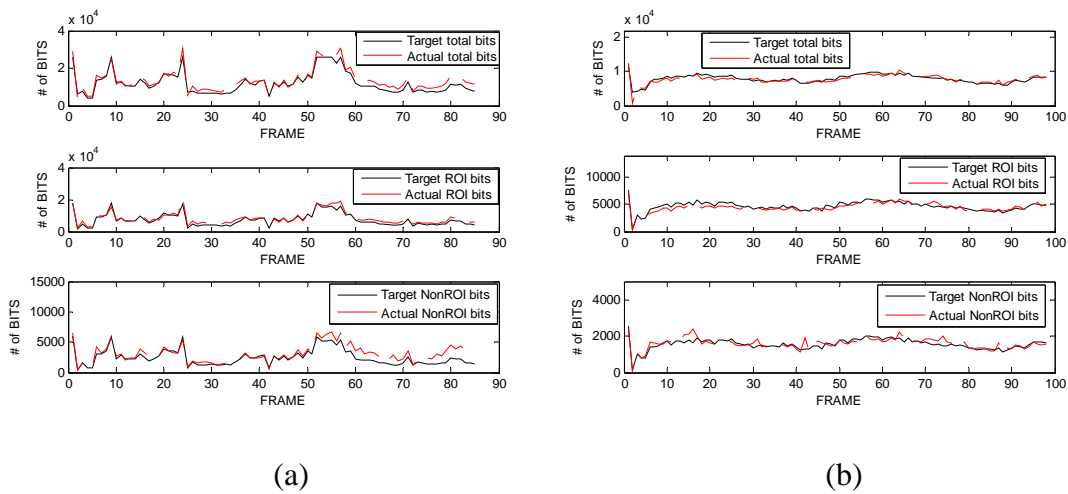 x 10^4
4
2
0
# of BITS
Target total bits
Actual total bits
0 10 20 30 40 50 60 70 80 90
FRAME
x 10^4
4
2
0
# of BITS
Target ROI bits
Actual ROI bits
0 10 20 30 40 50 60 70 80 90
FRAME
15000
10000
5000
0
# of BITS
Target NonROI bits
Actual NonROI bits
0 10 20 30 40 50 60 70 80 90
FRAME
(a)
x 10^4
2
1
0
# of BITS
Target total bits
Actual total bits
0 10 20 30 40 50 60 70 80 90 100
FRAME
10000
5000
0
# of BITS
Target ROI bits
Actual ROI bits
0 10 20 30 40 50 60 70 80 90 100
FRAME
4000
2000
0
# of BITS
Target NonROI bits
Actual NonROI bits
0 10 20 30 40 50 60 70 80 90 100
FRAME
(b)